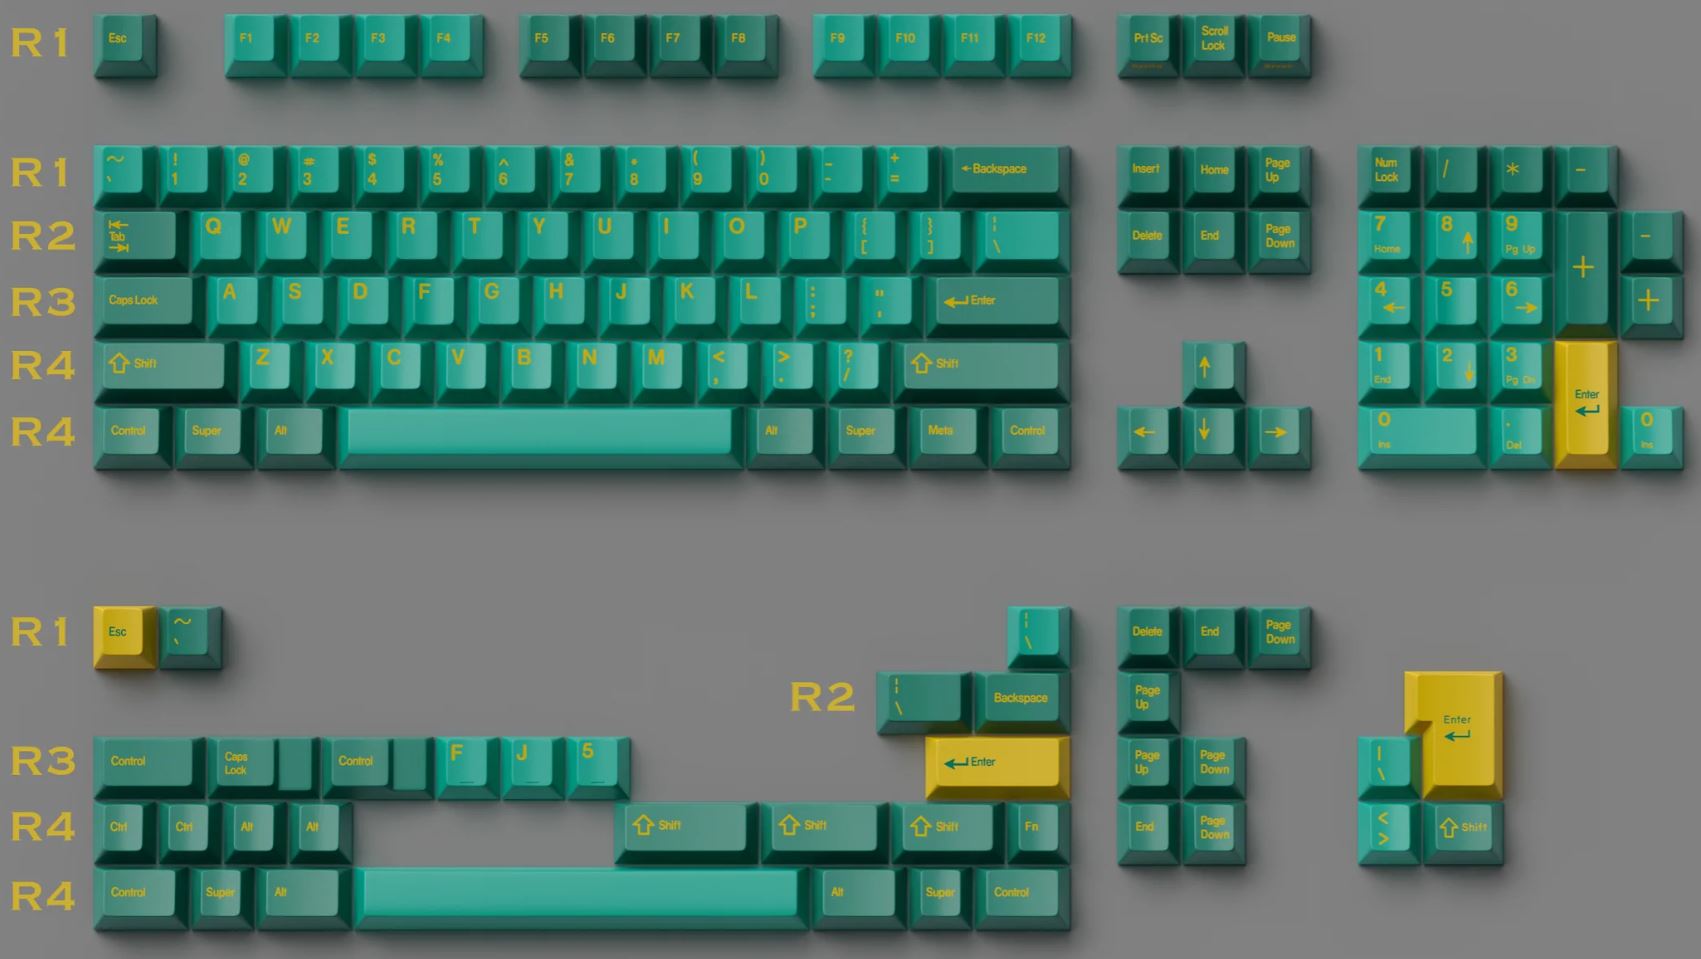 R1
Esc
F1 F2 F3 F4
F5 F6 F7 F8
F9 F10 F11 F12
Prt Sc
Scroll
Lock
Pause
R1
~ ! @ # $ % ^ & * ( ) - +
` 1 2 3 4 5 6 7 8 9 0 - =
←Backspace
Insert Home
Page
Up
Num
Lock
/ * −
R2
Tab
Q W E R T Y U I O P
{ } ¦
[ ] \
Delete End
Page
Down
7 8 ↑ 9
Home Pg Up
+ −
R3
Caps Lock
A S D F G H J K L
: "
; '
Enter
4 ← 5 6 →
+
R4
Shift
Z X C V B N M
< > ?
, . /
Shift
↑
1 2 ↓ 3
End Pg Dn
Enter
R4
Control Super Alt
Alt Super Meta Control
← ↓ →
0 . 0
Ins Del Ins
R1
Esc
~
`
¦
\
Delete End
Page
Down
R2
¦
\
Backspace
Page
Up
Enter
R3
Control
Caps
Lock
Control
F J 5
Enter
Page
Up
Page
Down
|
\
R4
Ctrl Ctrl Alt Alt
Shift Shift Shift Fn
End
Page
Down
<
>
Shift
R4
Control Super Alt
Alt Super Control